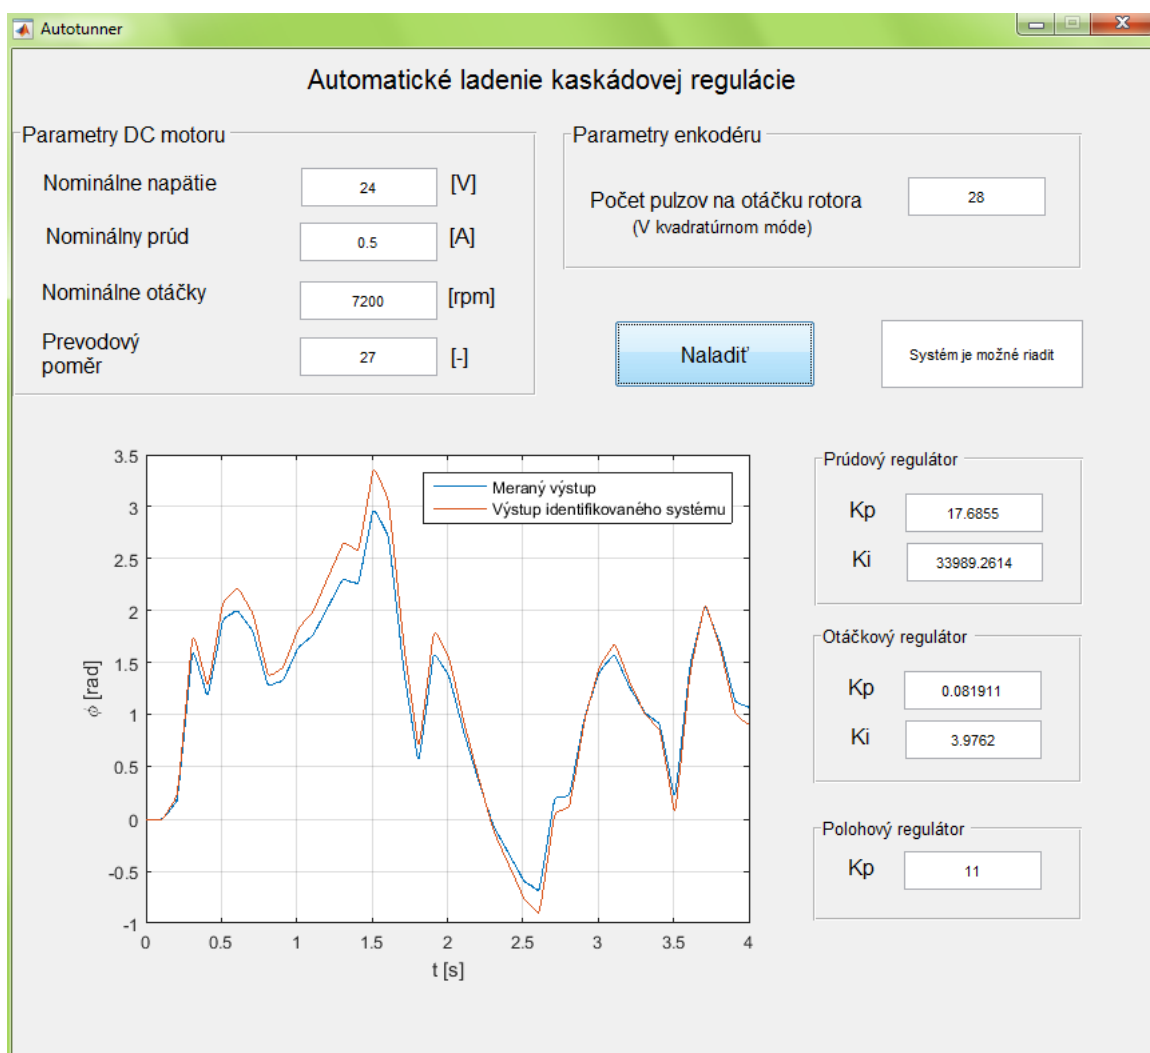 Autotunner
Automatické ladenie kaskádovej regulácie
Parametry DC motoru
Nominálne napätie 24 [V]
Nominálny prúd 0.5 [A]
Nominálne otáčky 7200 [rpm]
Prevodový
poměr 27 [-]
Parametry enkodéru
Počet pulzov na otáčku rotora 28
(V kvadratúrnom móde)
Naladiť
Systém je možné riadit
3.5
3
2.5
2
1.5
1
0.5
0
-0.5
-1
ϕ [rad]
Meraný výstup
Výstup identifikovaného systému
0 0.5 1 1.5 2 2.5 3 3.5 4
t [s]
Prúdový regulátor
Kp 17.6855
Ki 33989.2614
Otáčkový regulátor
Kp 0.081911
Ki 3.9762
Polohový regulátor
Kp 11